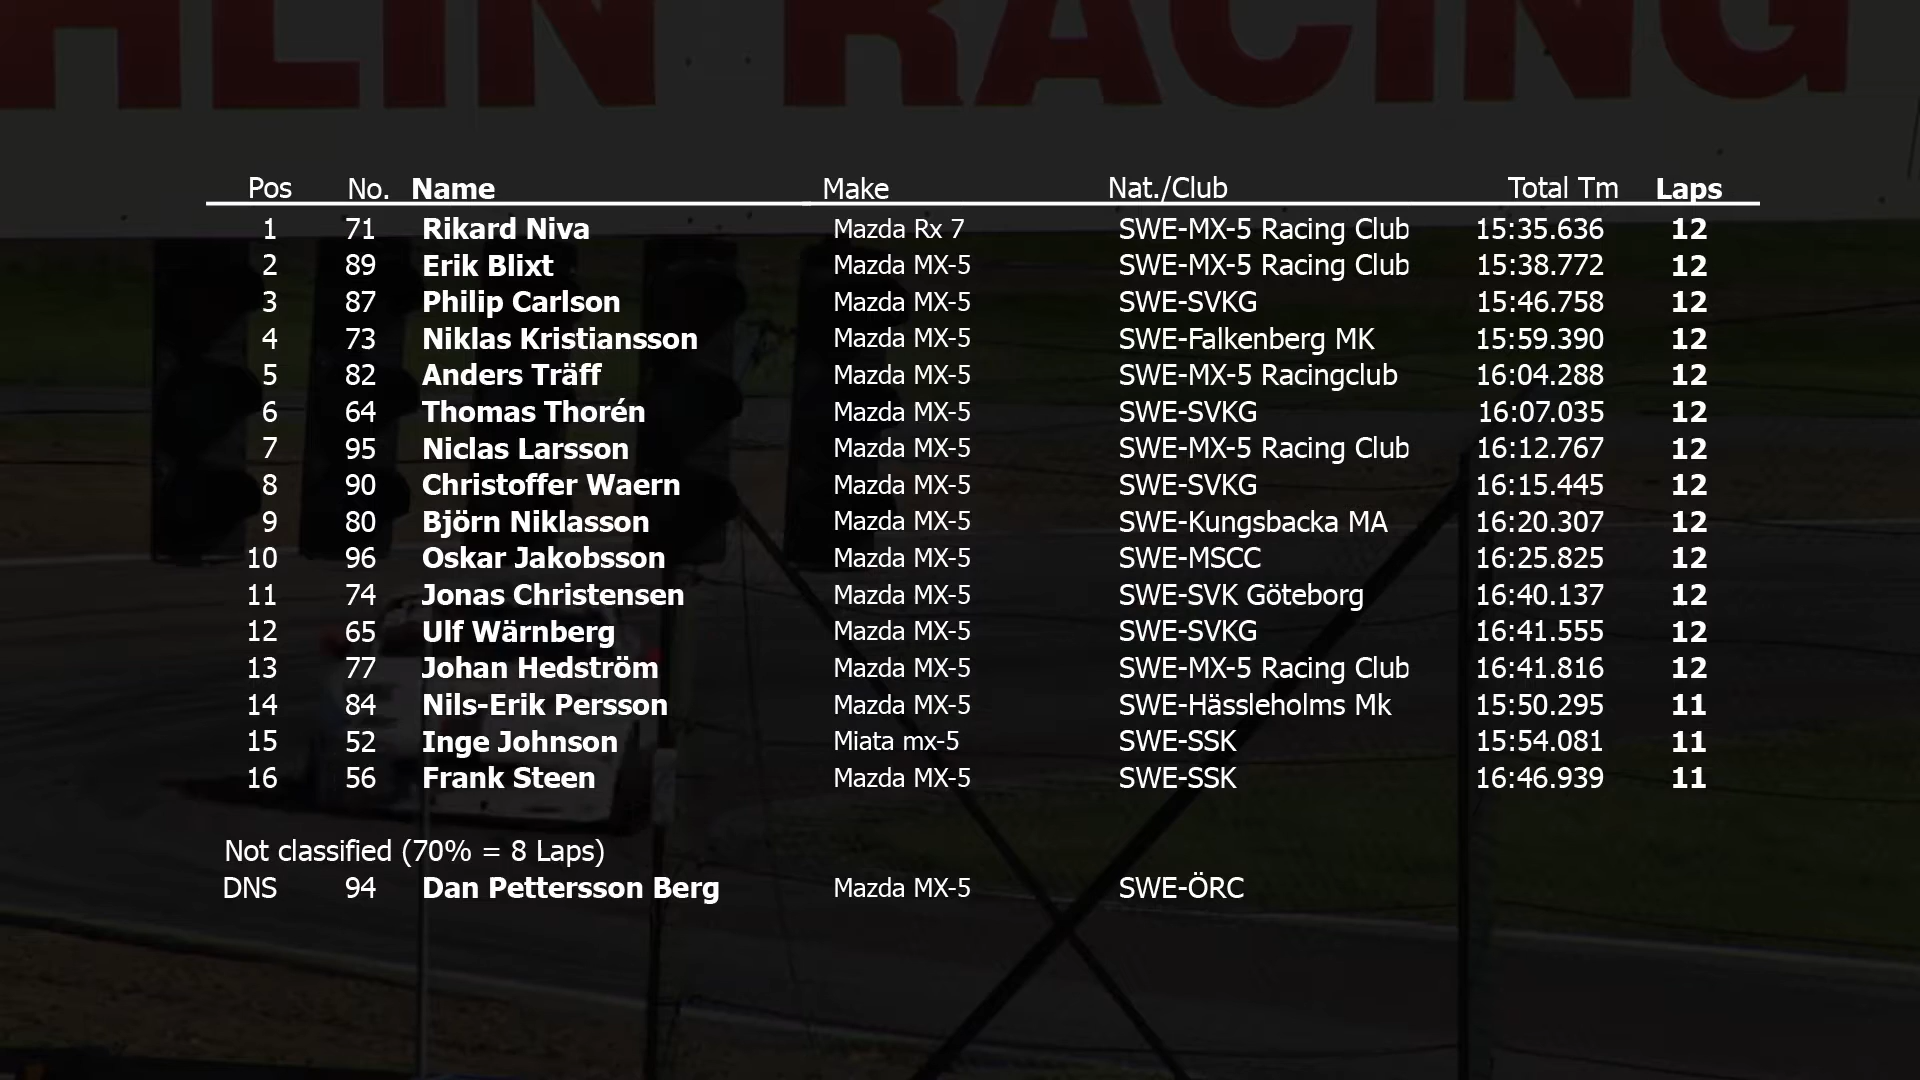 HLIN RACING
Pos No. Name Make Nat./Club Total Tm Laps
1 71 Rikard Niva Mazda Rx 7 SWE-MX-5 Racing Club 15:35.636 12
2 89 Erik Blixt Mazda MX-5 SWE-MX-5 Racing Club 15:38.772 12
3 87 Philip Carlson Mazda MX-5 SWE-SVKG 15:46.758 12
4 73 Niklas Kristiansson Mazda MX-5 SWE-Falkenberg MK 15:59.390 12
5 82 Anders Träff Mazda MX-5 SWE-MX-5 Racingclub 16:04.288 12
6 64 Thomas Thorén Mazda MX-5 SWE-SVKG 16:07.035 12
7 95 Niclas Larsson Mazda MX-5 SWE-MX-5 Racing Club 16:12.767 12
8 90 Christoffer Waern Mazda MX-5 SWE-SVKG 16:15.445 12
9 80 Björn Niklasson Mazda MX-5 SWE-Kungsbacka MA 16:20.307 12
10 96 Oskar Jakobsson Mazda MX-5 SWE-MSCC 16:25.825 12
11 74 Jonas Christensen Mazda MX-5 SWE-SVK Göteborg 16:40.137 12
12 65 Ulf Wärnberg Mazda MX-5 SWE-SVKG 16:41.555 12
13 77 Johan Hedström Mazda MX-5 SWE-MX-5 Racing Club 16:41.816 12
14 84 Nils-Erik Persson Mazda MX-5 SWE-Hässleholms Mk 15:50.295 11
15 52 Inge Johnson Miata mx-5 SWE-SSK 15:54.081 11
16 56 Frank Steen Mazda MX-5 SWE-SSK 16:46.939 11
Not classified (70% = 8 Laps)
DNS 94 Dan Pettersson Berg Mazda MX-5 SWE-ÖRC